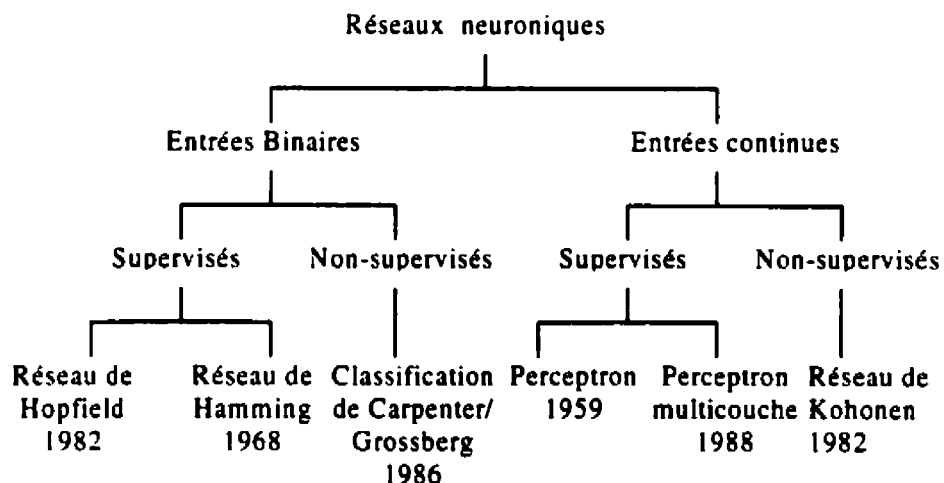 Réseaux neuroniques
Entrées Binaires
Entrées continues
Supervisés
Non-supervisés
Supervisés
Non-supervisés
Réseau de
Hopfield
1982
Réseau de
Hamming
1968
Classification
de Carpenter/
Grossberg
1986
Perceptron
1959
Perceptron
multicouche
1988
Réseau de
Kohonen
1982